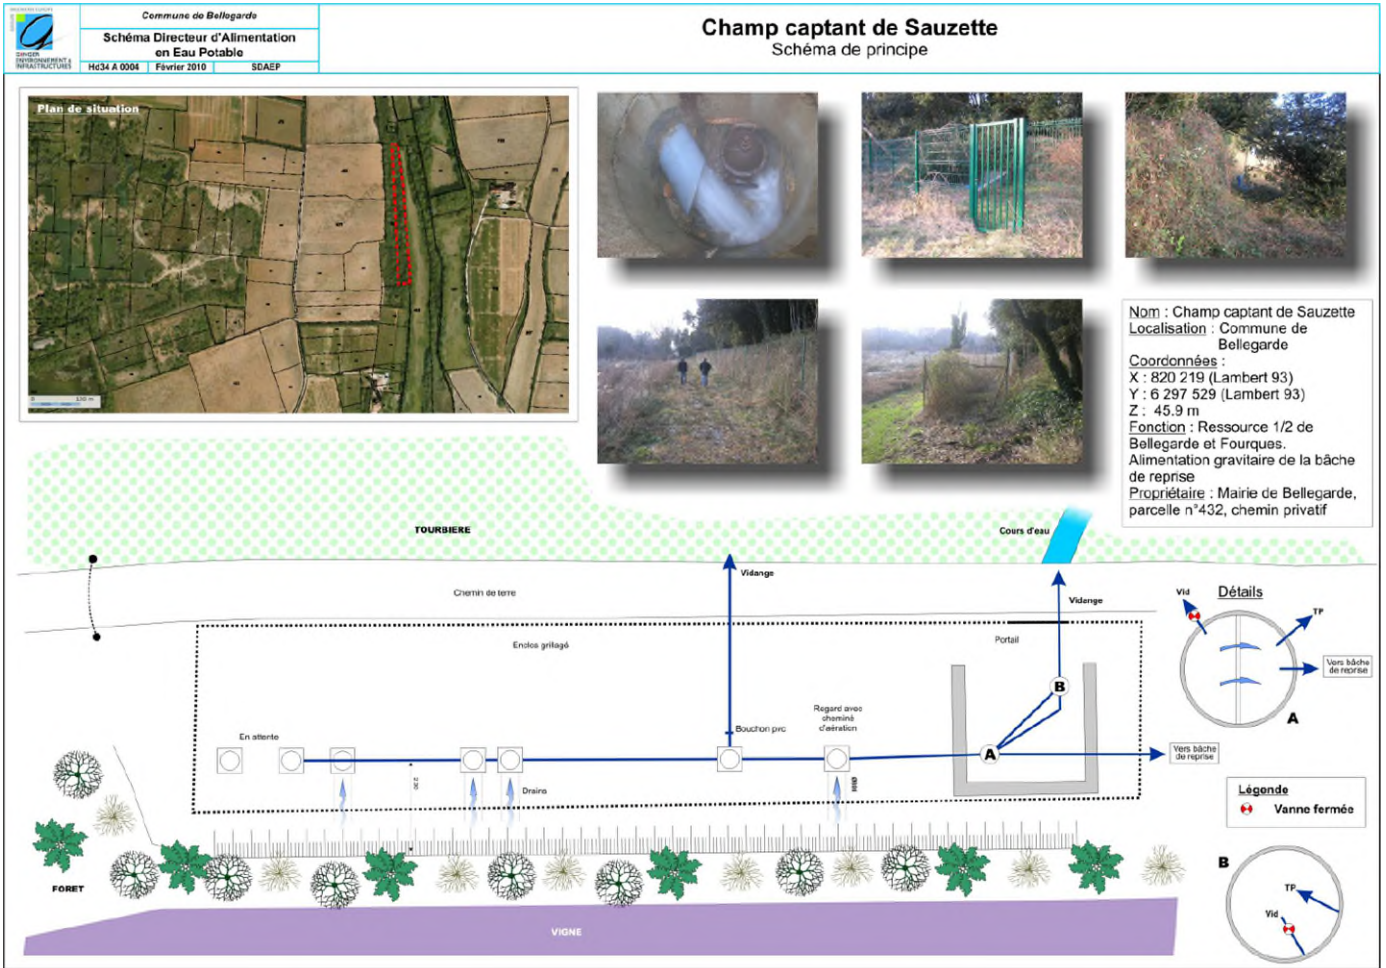 Commune de Bellegarde
Schéma Directeur d'Alimentation
en Eau Potable
Hd34 A 0004 Février 2010 SDAEP
GINGER
ENVIRONNEMENT &
INFRASTRUCTURES
Champ captant de Sauzette
Schéma de principe
Plan de situation
Nom : Champ captant de Sauzette
Localisation : Commune de
Bellegarde
Coordonnées :
X : 820 219 (Lambert 93)
Y : 6 297 529 (Lambert 93)
Z : 45.9 m
Fonction : Ressource 1/2 de
Bellegarde et Fourques.
Alimentation gravitaire de la bâche
de reprise
Propriétaire : Mairie de Bellegarde,
parcelle n°432, chemin privatif
TOURBIERE
Cours d'eau
Vidange
Chemin de terre
Vidange
Enclos grillagé
Portail
Détails
Vid
TP
Vers bâche
de reprise
A
B
Regard avec
cheminé
d'aération
Bouchon pvc
En attente
A
Vers bâche
de reprise
Drains
Légende
Vanne fermée
B
TP
Vid
FORET
VIGNE